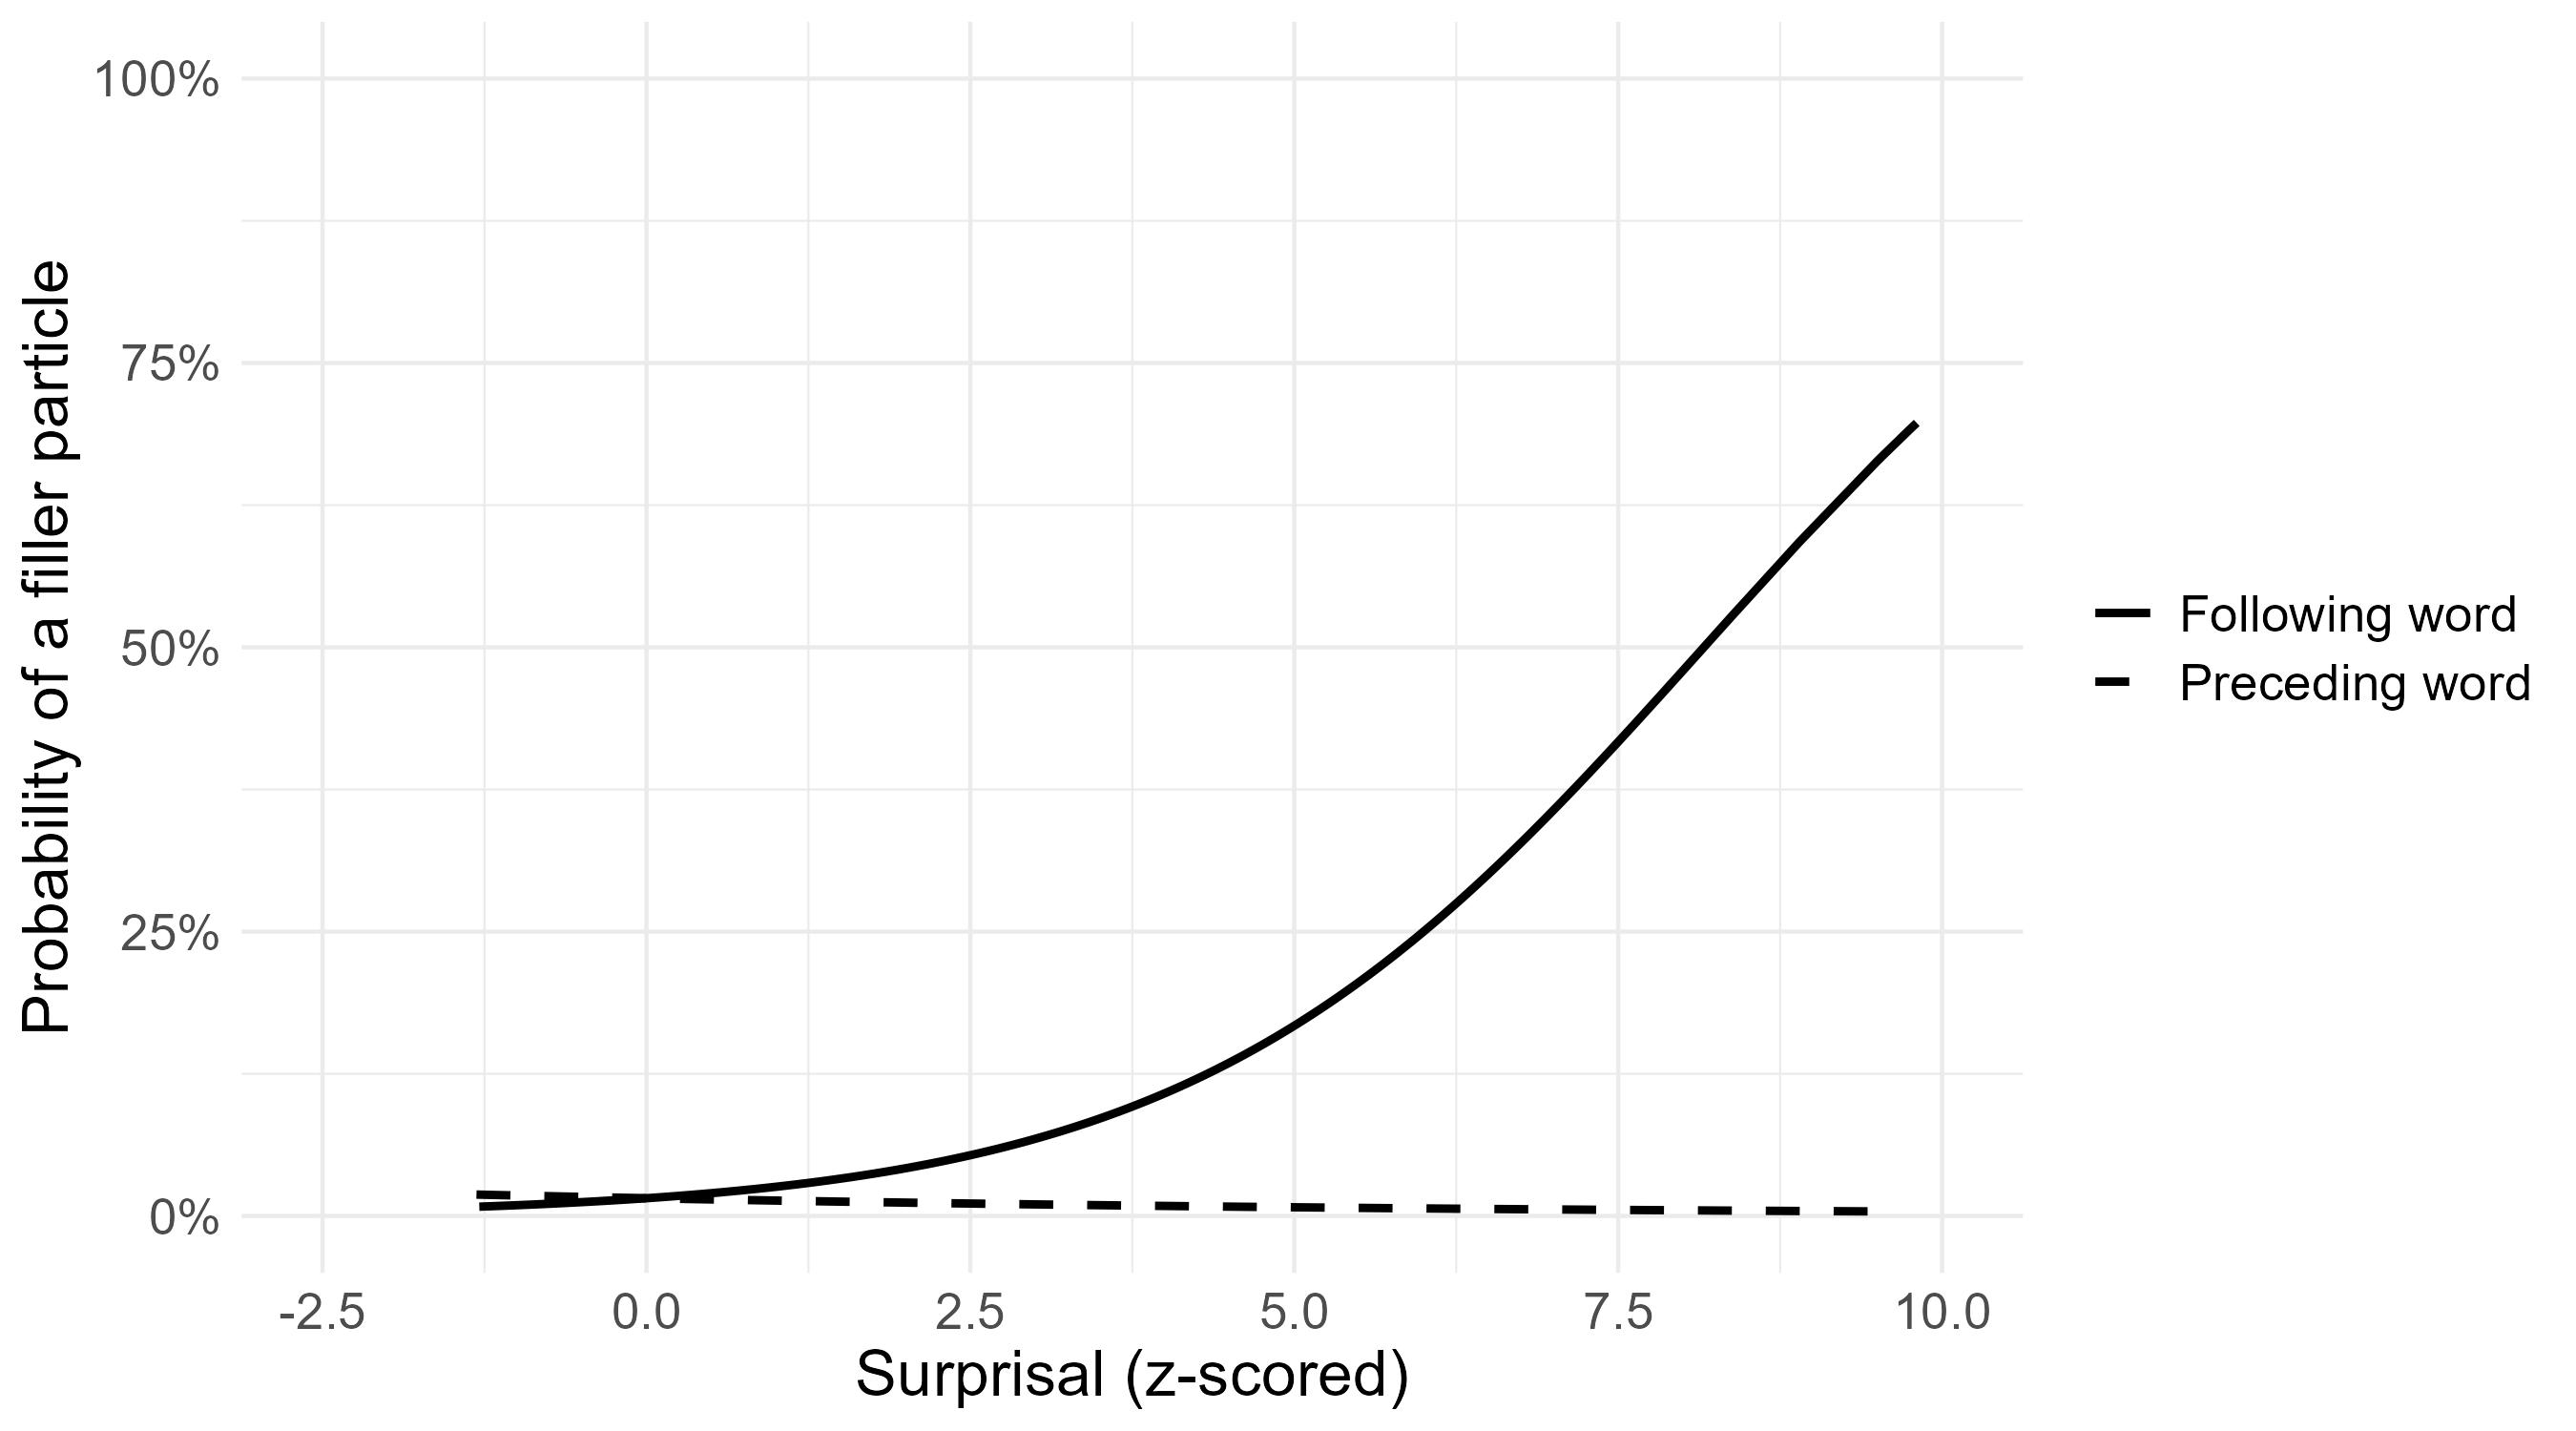 Probability of a filler particle
100%
75%
50%
25%
0%
-2.5 0.0 2.5 5.0 7.5 10.0
Surprisal (z-scored)
Following word
Preceding word